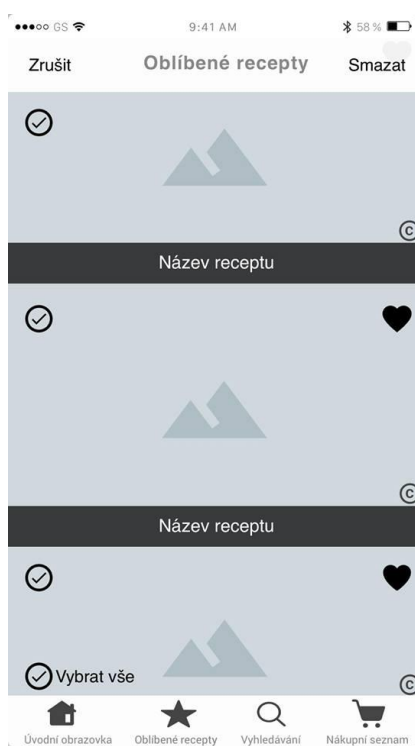 GS 9:41 AM 58 %
Zrušit Oblíbené recepty Smazat
©
Název receptu
©
Název receptu
Vybrat vše
©
Úvodní obrazovka Oblíbené recepty Vyhledávání Nákupní seznam